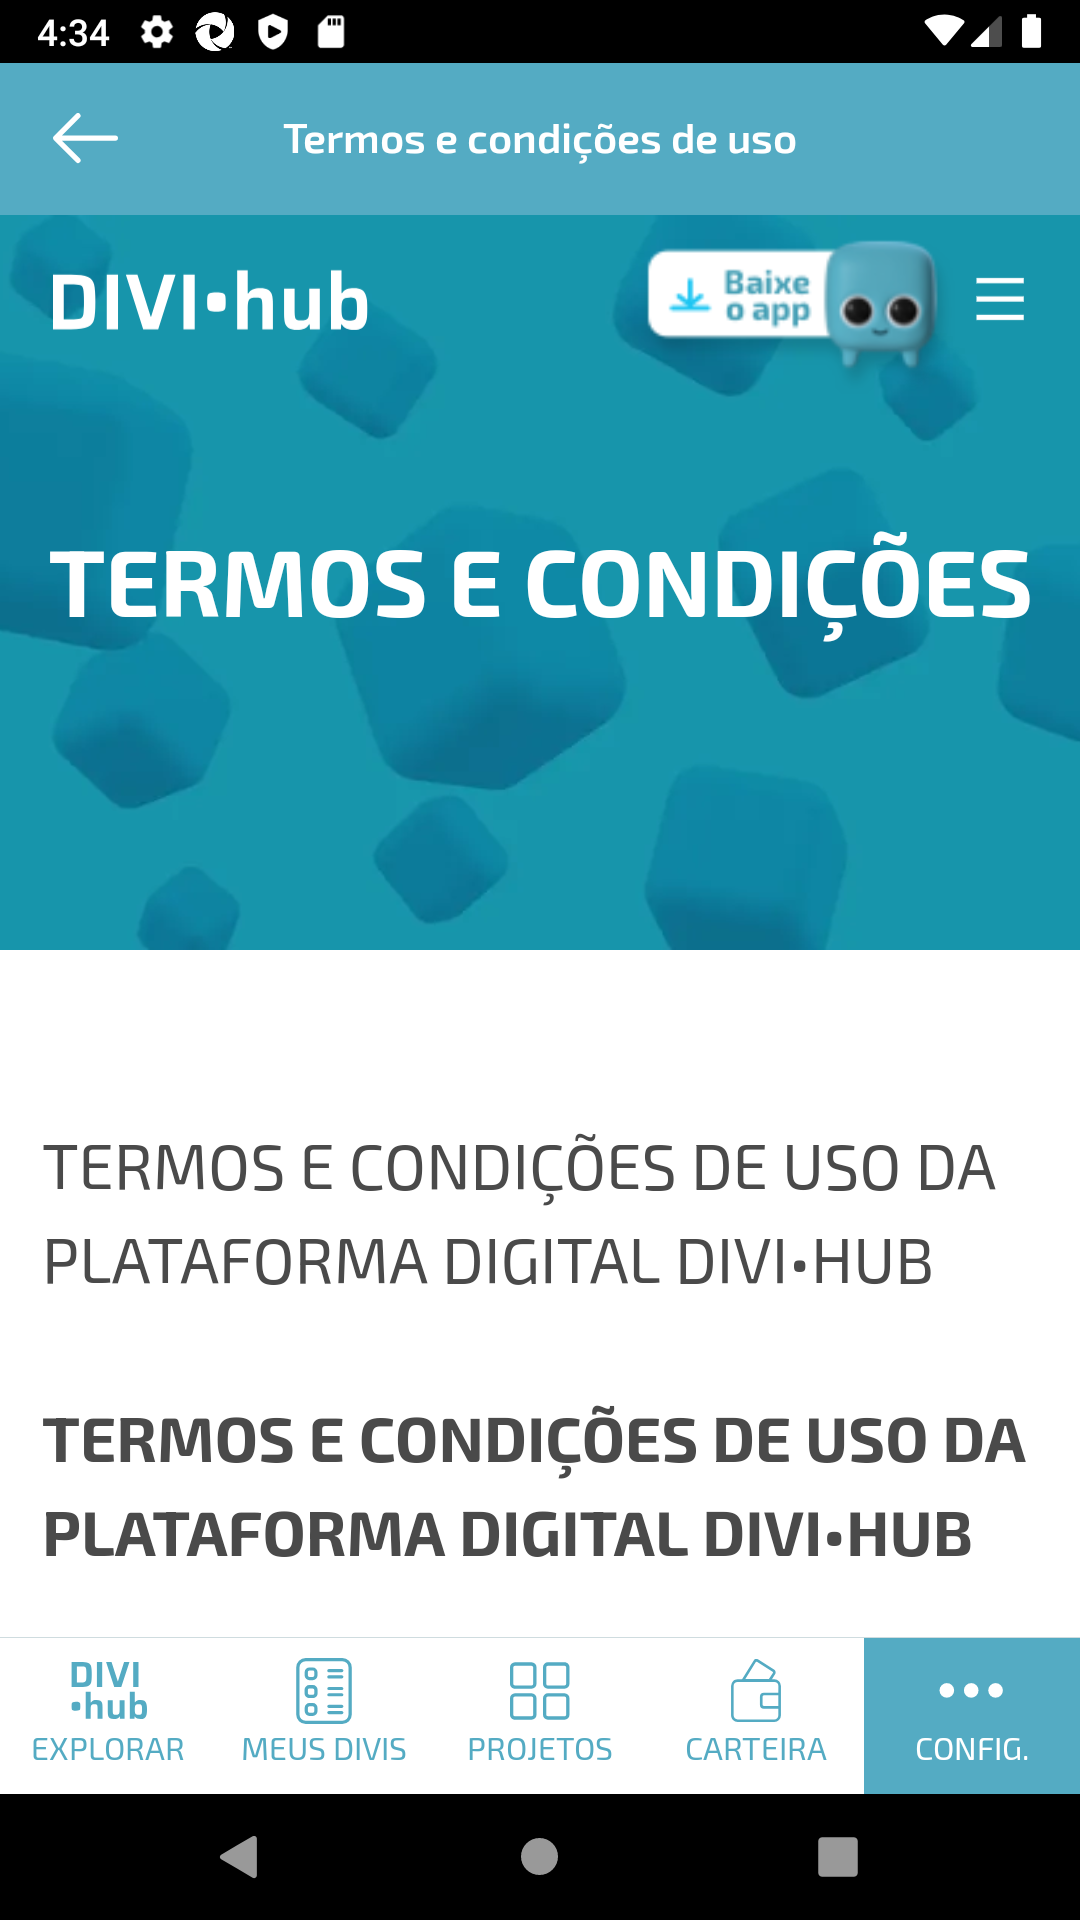 4:34
Termos e condições de uso
DIVI•hub
Baixe
o app
TERMOS E CONDIÇÕES
TERMOS E CONDIÇÕES DE USO DA
PLATAFORMA DIGITAL DIVI•HUB
TERMOS E CONDIÇÕES DE USO DA
PLATAFORMA DIGITAL DIVI•HUB
DIVI
•hub
EXPLORAR
MEUS DIVIS
PROJETOS
CARTEIRA
CONFIG.